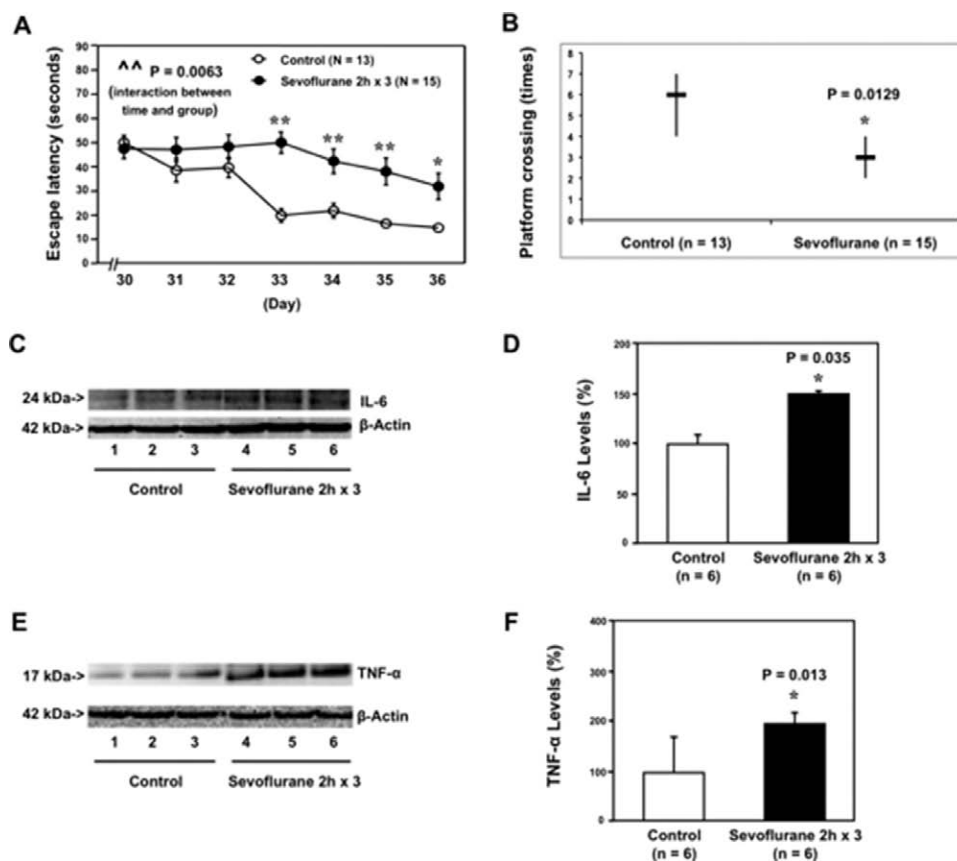 A
Escape latency (seconds)
90
80
70
60
50
40
30
20
10
0
^^ P = 0.0063
(interaction between
time and group)
Control (N = 13)
Sevoflurane 2h x 3 (N = 15)
**
**
**
*
30 31 32 33 34 35 36
(Day)
B
Platform crossing (times)
8
7
6
5
4
3
2
1
0
P = 0.0129
*
Control (n = 13) Sevoflurane (n = 15)
C
24 kDa-> IL-6
42 kDa-> β-Actin
1 2 3 4 5 6
Control Sevoflurane 2h x 3
D
IL-6 Levels (%)
200
150
100
50
0
P = 0.035
*
Control Sevoflurane 2h x 3
(n = 6) (n = 6)
E
17 kDa-> TNF-α
42 kDa-> β-Actin
1 2 3 4 5 6
Control Sevoflurane 2h x 3
F
TNF-α Levels (%)
400
300
200
100
0
P = 0.013
*
Control Sevoflurane 2h x 3
(n = 6) (n = 6)